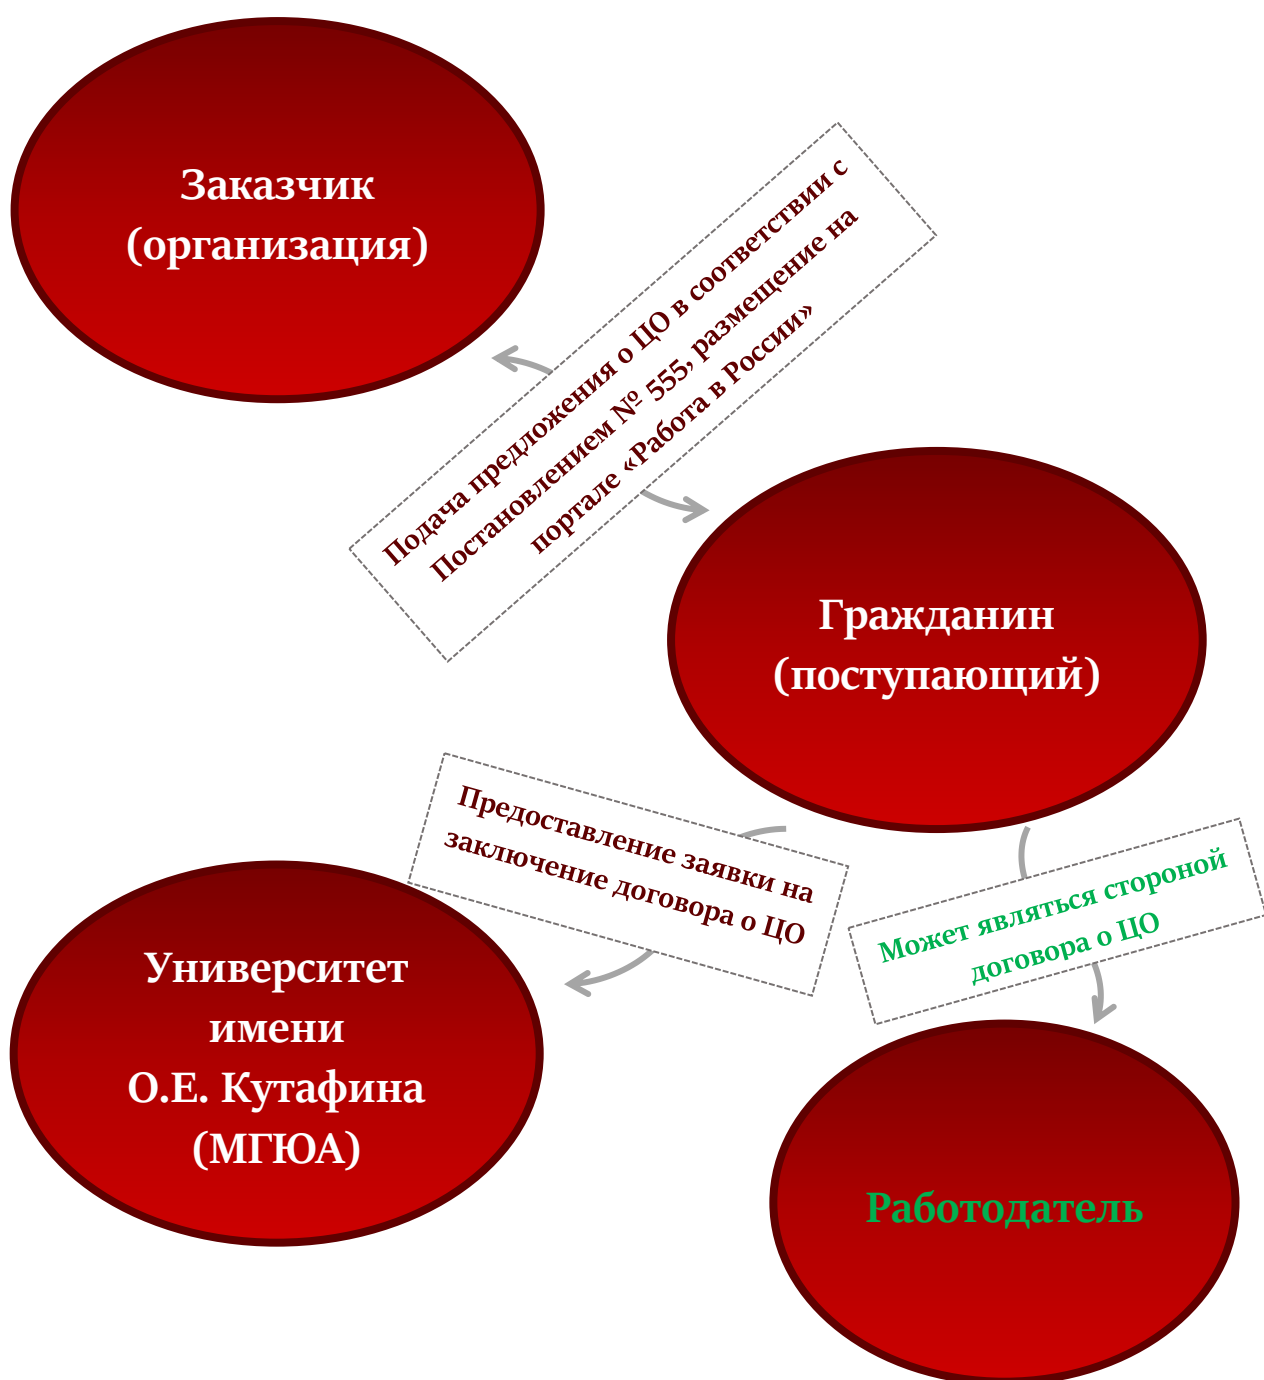 Заказчик
(организация)
Подача предложения о ЦО в соответствии с
Постановлением № 555, размещение на
портале «Работа в России»
Гражданин
(поступающий)
Предоставление заявки на
заключение договора о ЦО
Может являться стороной
договора о ЦО
Университет
имени
О.Е. Кутафина
(МГЮА)
Работодатель